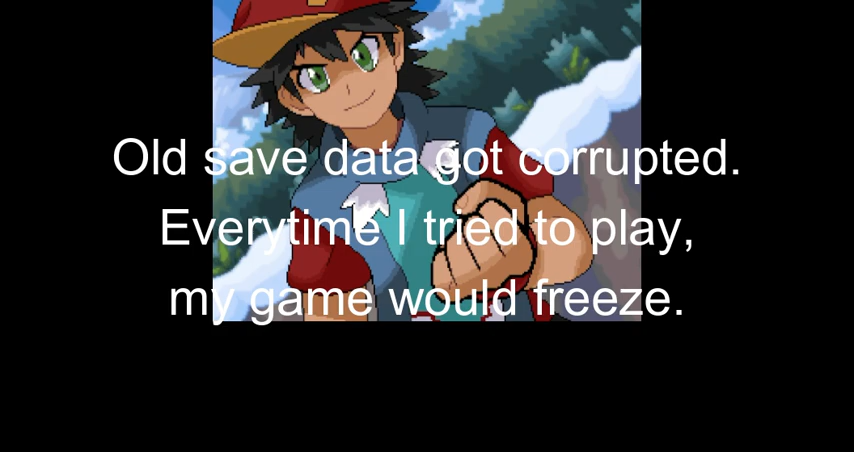 Old save data got corrupted.
Everytime I tried to play,
my game would freeze.